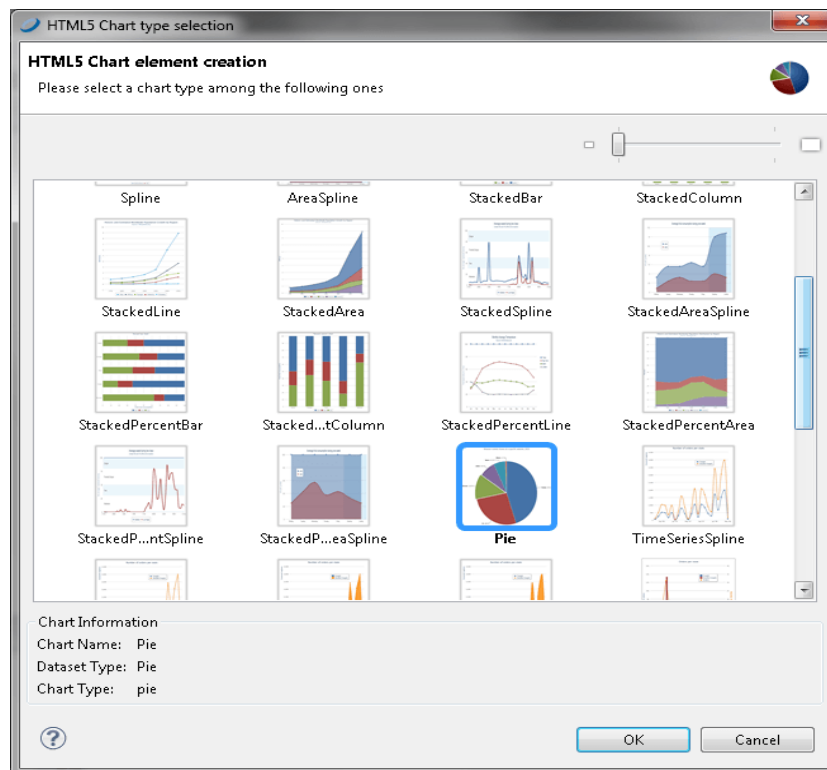 HTML5 Chart type selection
HTML5 Chart element creation
Please select a chart type among the following ones
Spline AreaSpline StackedBar StackedColumn
StackedLine StackedArea StackedSpline StackedAreaSpline
StackedPercentBar Stacked...tColumn StackedPercentLine StackedPercentArea
StackedP...ntSpline StackedP...eaSpline Pie TimeSeriesSpline
Chart Information
Chart Name: Pie
Dataset Type: Pie
Chart Type: pie
?
OK Cancel